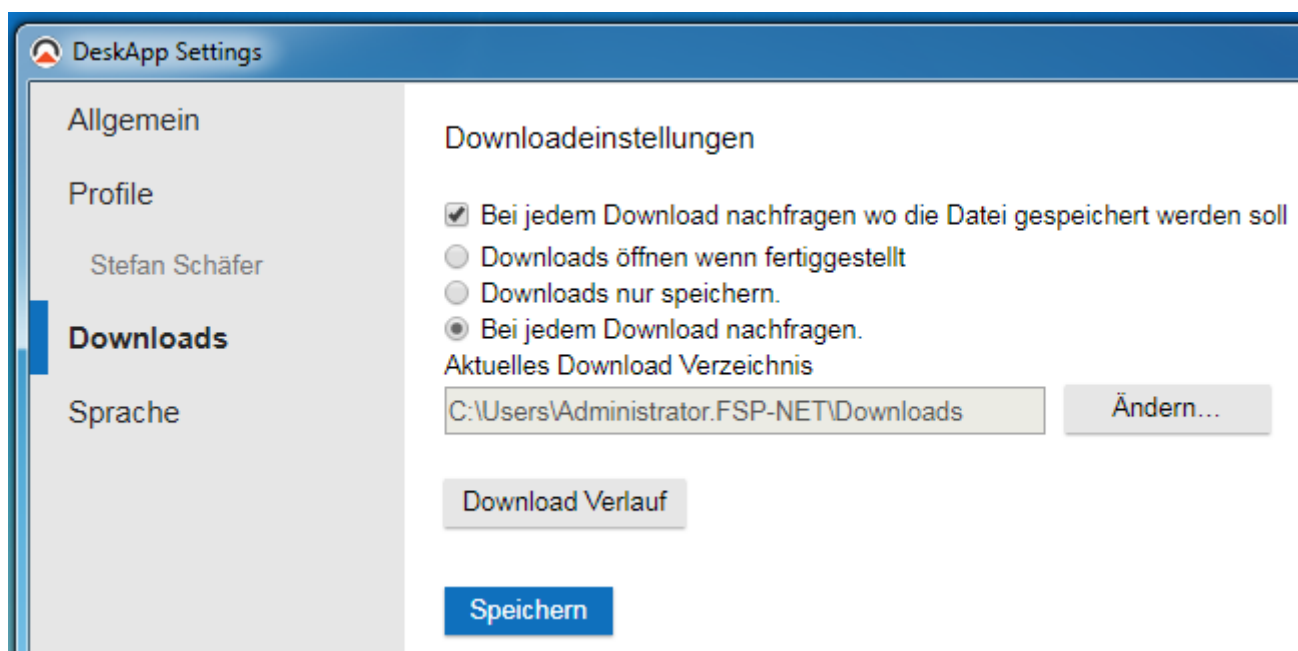 DeskApp Settings
Allgemein
Profile
Stefan Schäfer
Downloads
Sprache
Downloadeinstellungen
Bei jedem Download nachfragen wo die Datei gespeichert werden soll
Downloads öffnen wenn fertiggestellt
Downloads nur speichern.
Bei jedem Download nachfragen.
Aktuelles Download Verzeichnis
C:\Users\Administrator.FSP-NET\Downloads
Ändern...
Download Verlauf
Speichern